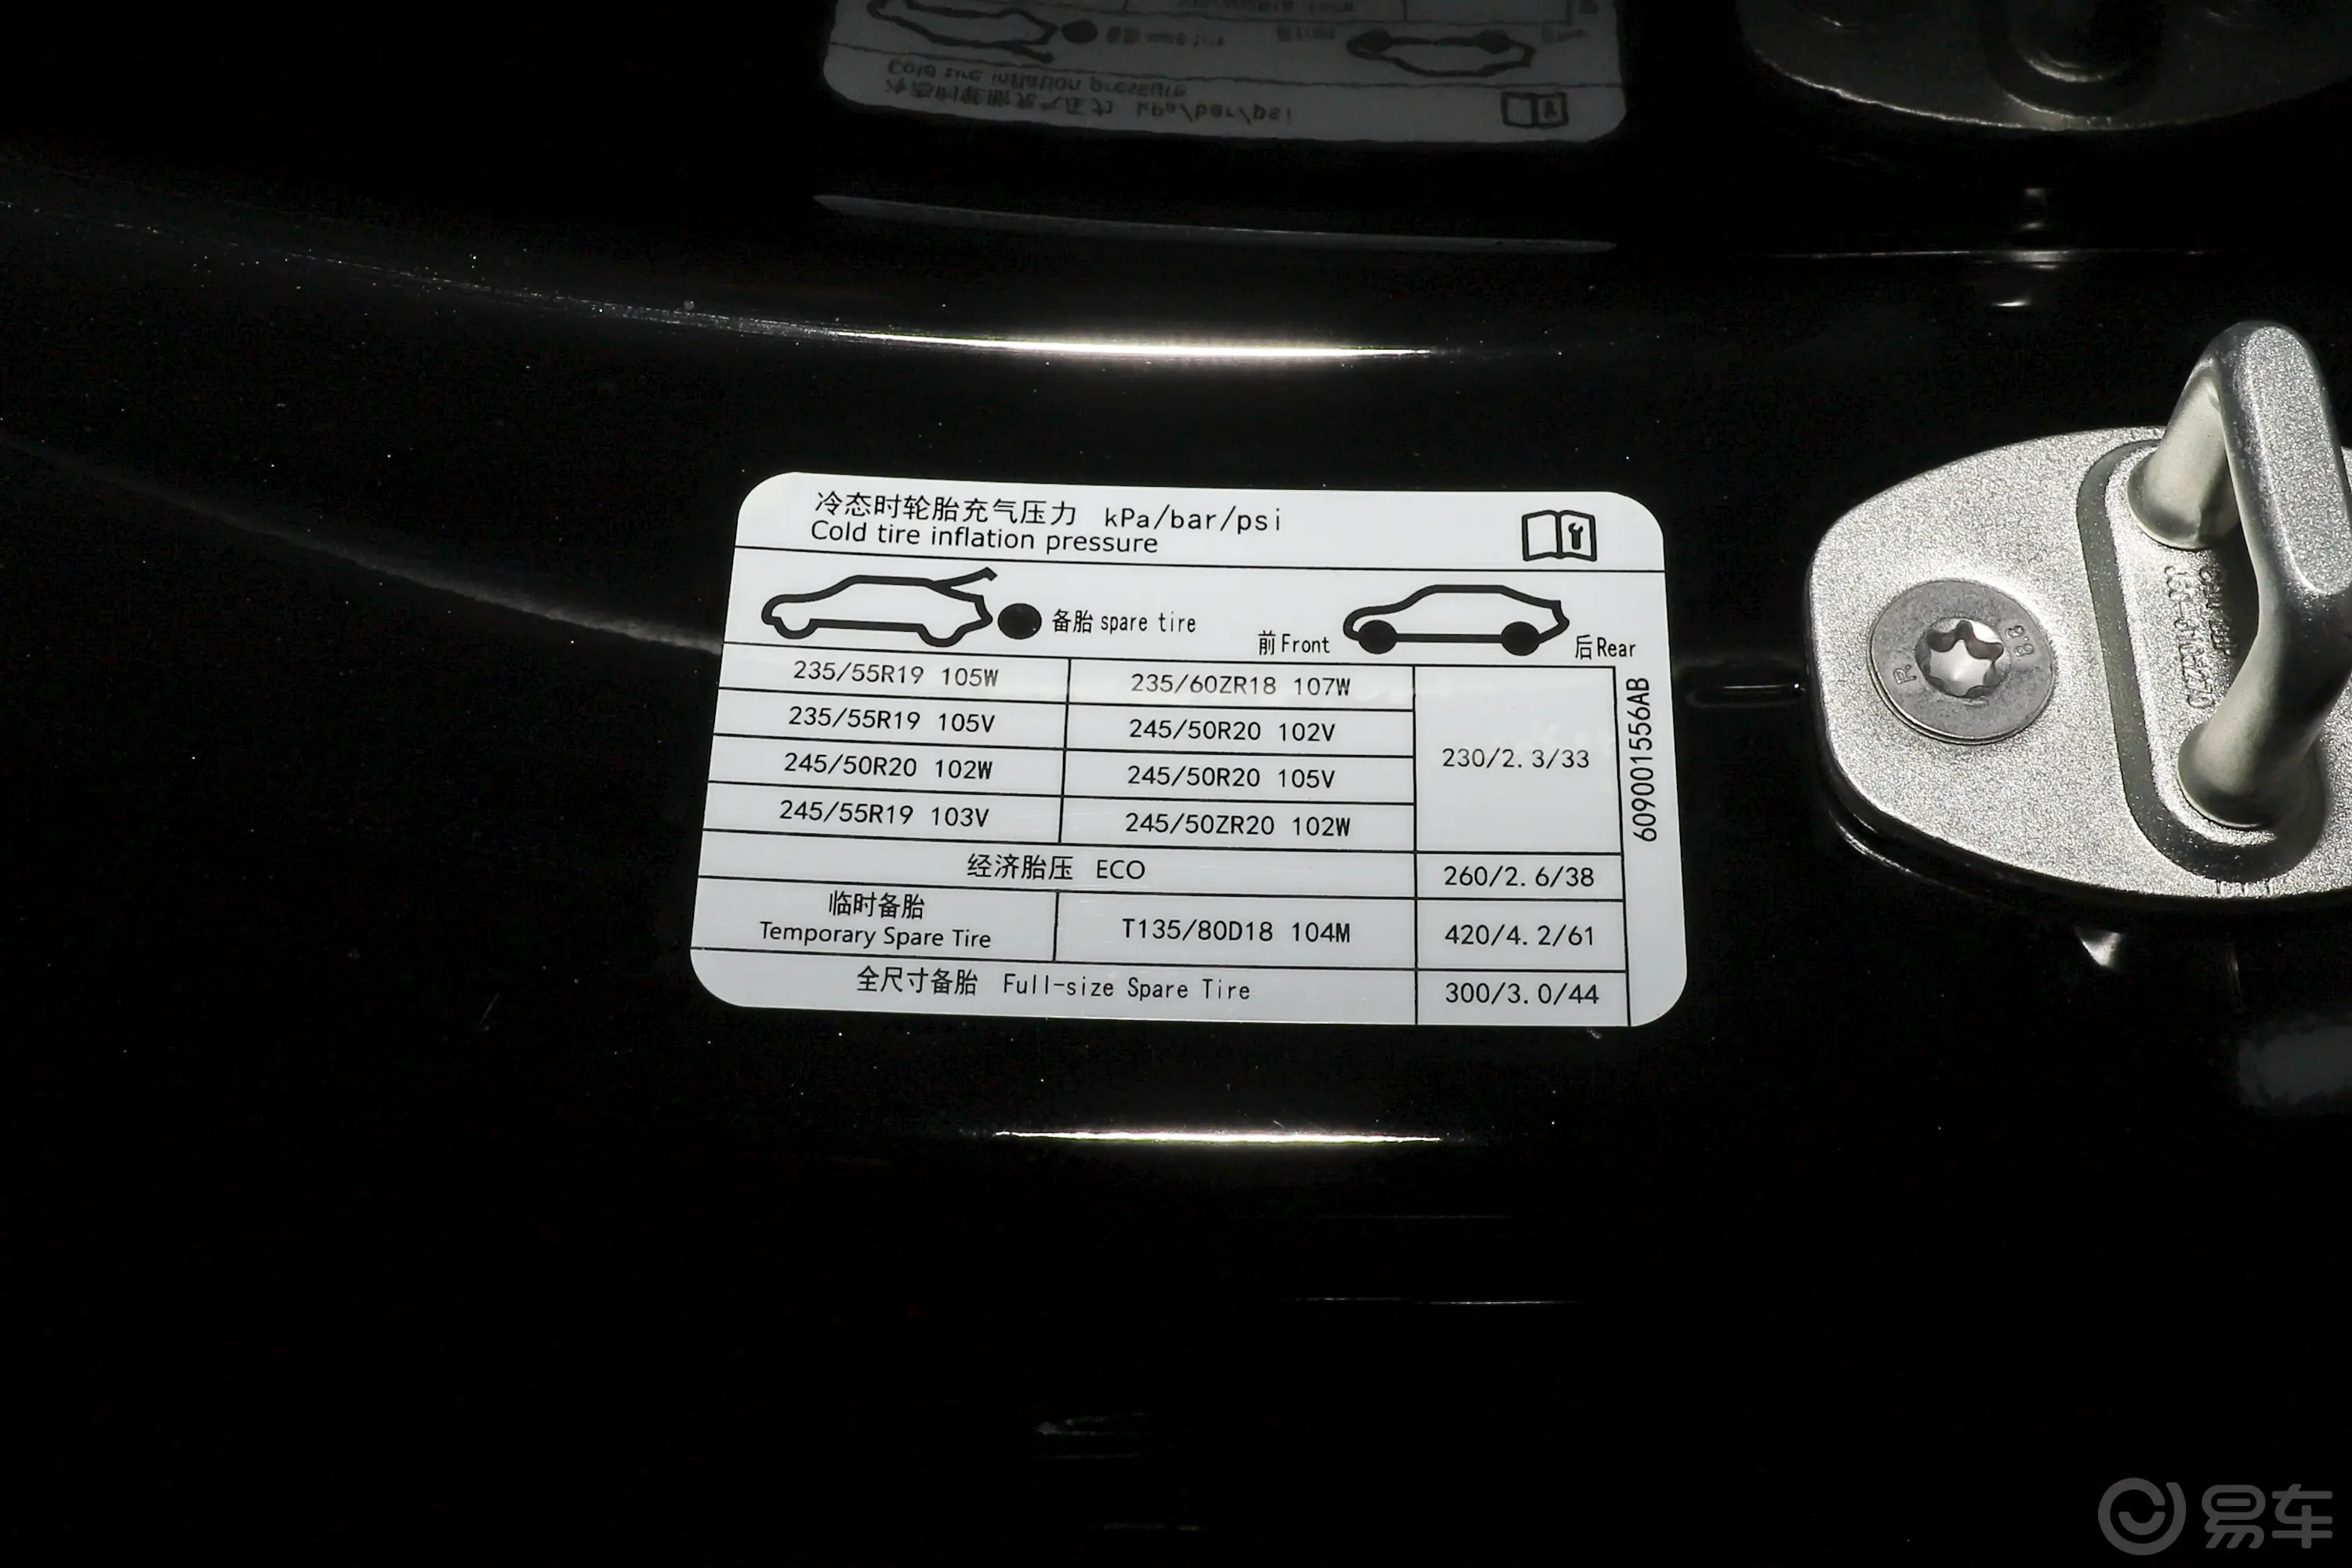 冷态时轮胎充气压力 kPa/bar/psi
Cold tire inflation pressure
备胎 spare tire
前 Front
后 Rear
235/55R19 105W
235/60ZR18 107W
235/55R19 105V
245/50R20 102V
245/50R20 102W
245/50R20 105V
245/55R19 103V
245/50ZR20 102W
230/2.3/33
经济胎压 ECO
260/2.6/38
临时备胎
Temporary Spare Tire
T135/80D18 104M
420/4.2/61
全尺寸备胎 Full-size Spare Tire
300/3.0/44
609001556AB
R
8.8
易车